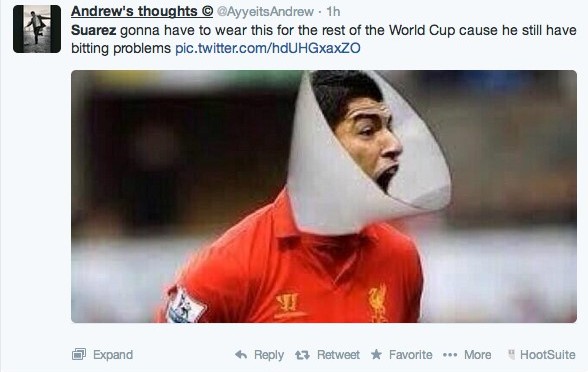 Andrew's thoughts © @AyyeitsAndrew · 1h
Suarez gonna have to wear this for the rest of the World Cup cause he still have
bitting problems pic.twitter.com/hdUHGxaxZO
Expand Reply Retweet Favorite More HootSuite